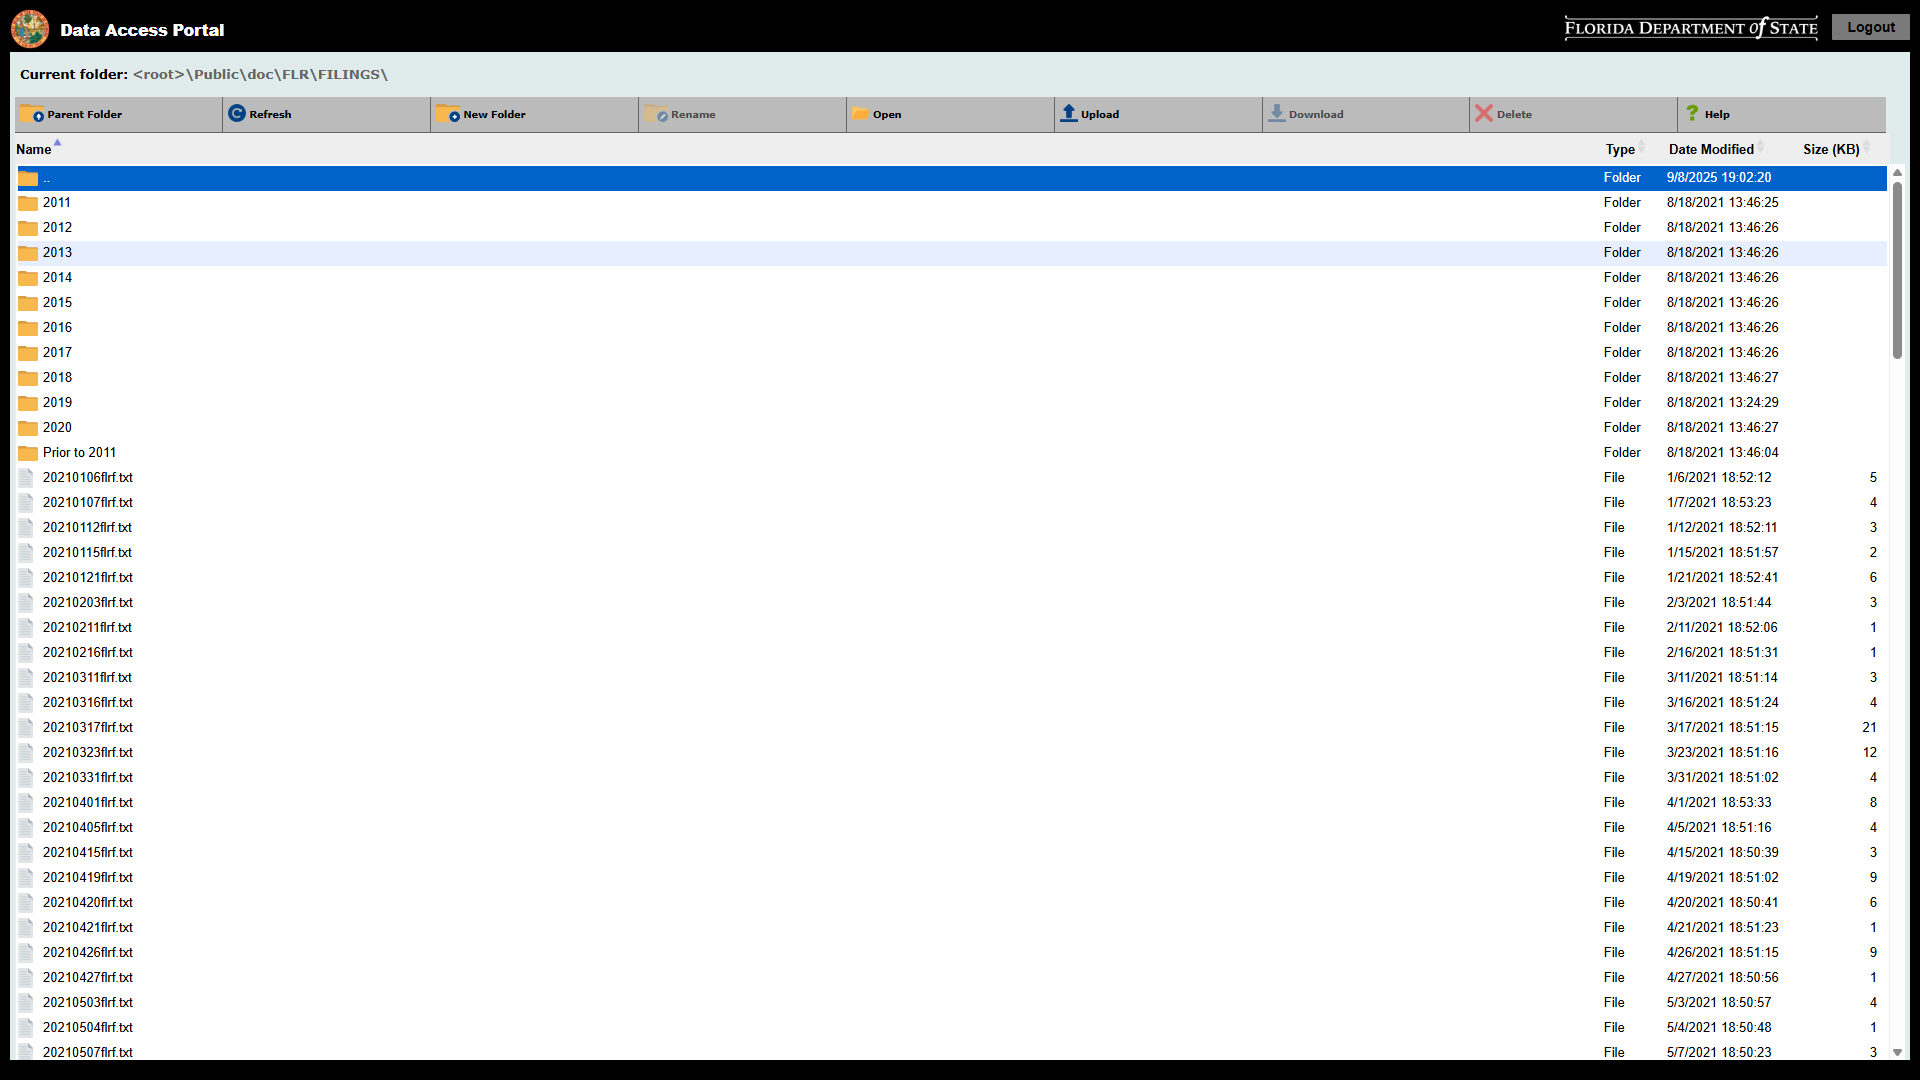 Data Access Portal
FLORIDA DEPARTMENT of STATE
Logout
Current folder: <root>\Public\doc\FLR\FILINGS\
Parent Folder Refresh New Folder Rename Open Upload Download Delete ? Help
Name Type Date Modified Size (KB)
.. Folder 9/8/2025 19:02:20
2011 Folder 8/18/2021 13:46:25
2012 Folder 8/18/2021 13:46:26
2013 Folder 8/18/2021 13:46:26
2014 Folder 8/18/2021 13:46:26
2015 Folder 8/18/2021 13:46:26
2016 Folder 8/18/2021 13:46:26
2017 Folder 8/18/2021 13:46:26
2018 Folder 8/18/2021 13:46:27
2019 Folder 8/18/2021 13:24:29
2020 Folder 8/18/2021 13:46:27
Prior to 2011 Folder 8/18/2021 13:46:04
20210106flrf.txt File 1/6/2021 18:52:12 5
20210107flrf.txt File 1/7/2021 18:53:23 4
20210112flrf.txt File 1/12/2021 18:52:11 3
20210115flrf.txt File 1/15/2021 18:51:57 2
20210121flrf.txt File 1/21/2021 18:52:41 6
20210203flrf.txt File 2/3/2021 18:51:44 3
20210211flrf.txt File 2/11/2021 18:52:06 1
20210216flrf.txt File 2/16/2021 18:51:31 1
20210311flrf.txt File 3/11/2021 18:51:14 3
20210316flrf.txt File 3/16/2021 18:51:24 4
20210317flrf.txt File 3/17/2021 18:51:15 21
20210323flrf.txt File 3/23/2021 18:51:16 12
20210331flrf.txt File 3/31/2021 18:51:02 4
20210401flrf.txt File 4/1/2021 18:53:33 8
20210405flrf.txt File 4/5/2021 18:51:16 4
20210415flrf.txt File 4/15/2021 18:50:39 3
20210419flrf.txt File 4/19/2021 18:51:02 9
20210420flrf.txt File 4/20/2021 18:50:41 6
20210421flrf.txt File 4/21/2021 18:51:23 1
20210426flrf.txt File 4/26/2021 18:51:15 9
20210427flrf.txt File 4/27/2021 18:50:56 1
20210503flrf.txt File 5/3/2021 18:50:57 4
20210504flrf.txt File 5/4/2021 18:50:48 1
20210507flrf.txt File 5/7/2021 18:50:23 3